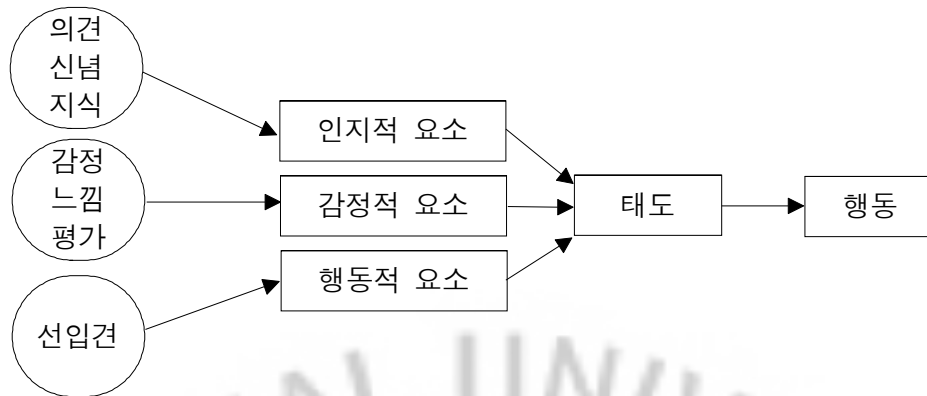 의견
신념
지식
인지적 요소
감정
느낌
평가
감정적 요소
태도
행동
행동적 요소
선입견